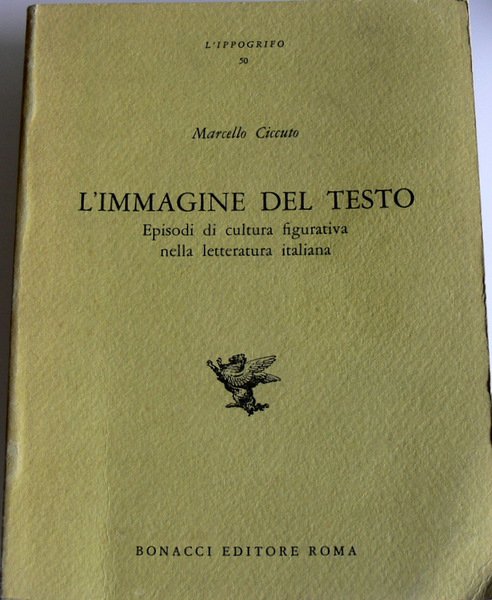 L'IPPOGRIFO
50
Marcello Ciccuto
L'IMMAGINE DEL TESTO
Episodi di cultura figurativa
nella letteratura italiana
BONACCI EDITORE ROMA